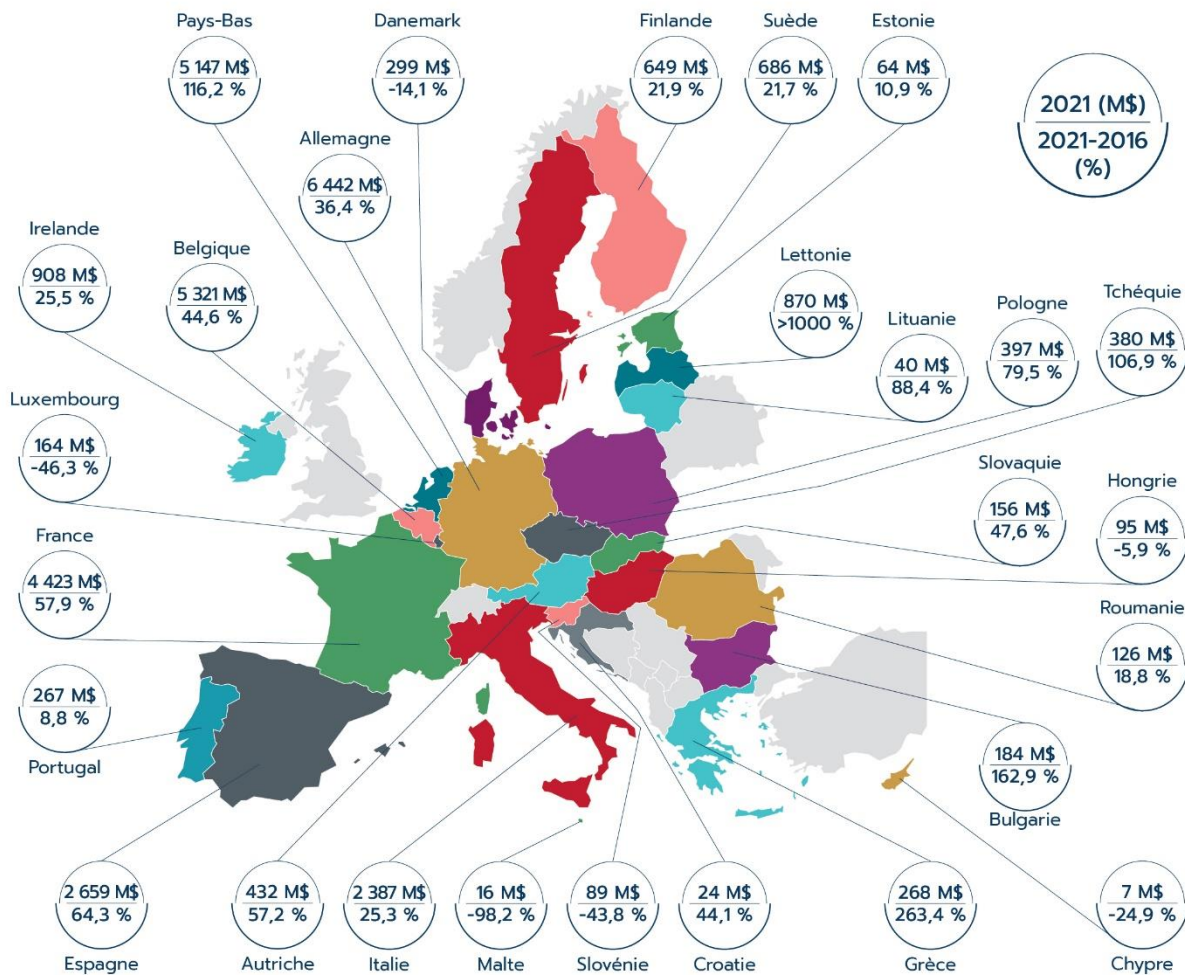 Pays-Bas
5 147 M$
116,2 %
Danemark
299 M$
-14,1 %
Finlande
649 M$
21,9 %
Suède
686 M$
21,7 %
Estonie
64 M$
10,9 %
2021 (M$)
2021-2016
(%)
Allemagne
6 442 M$
36,4 %
Irelande
908 M$
25,5 %
Belgique
5 321 M$
44,6 %
Lettonie
870 M$
>1000 %
Lituanie
40 M$
88,4 %
Pologne
397 M$
79,5 %
Tchéquie
380 M$
106,9 %
Luxembourg
164 M$
-46,3 %
Slovaquie
156 M$
47,6 %
Hongrie
95 M$
-5,9 %
France
4 423 M$
57,9 %
Roumanie
126 M$
18,8 %
267 M$
8,8 %
Portugal
184 M$
162,9 %
Bulgarie
2 659 M$
64,3 %
Espagne
432 M$
57,2 %
Autriche
2 387 M$
25,3 %
Italie
16 M$
-98,2 %
Malte
89 M$
-43,8 %
Slovénie
24 M$
44,1 %
Croatie
268 M$
263,4 %
Grèce
7 M$
-24,9 %
Chypre